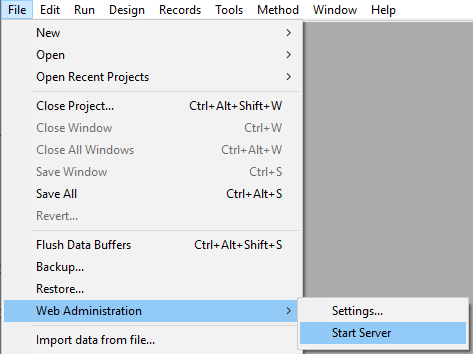 File Edit Run Design Records Tools Method Window Help
New
Open
Open Recent Projects
Close Project... Ctrl+Alt+Shift+W
Close Window Ctrl+W
Close All Windows Ctrl+Alt+W
Save Window Ctrl+S
Save All Ctrl+Alt+S
Revert...
Flush Data Buffers Ctrl+Alt+Shift+S
Backup...
Restore...
Web Administration Settings...
Start Server
Import data from file...